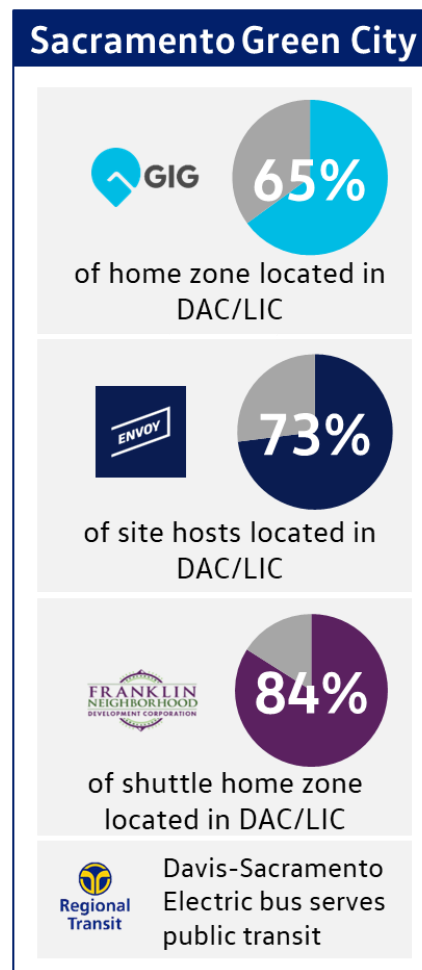 Sacramento Green City
GIG
65%
of home zone located in
DAC/LIC
ENVOY
73%
of site hosts located in
DAC/LIC
FRANKLIN
NEIGHBORHOOD
DEVELOPMENT CORPORATION
84%
of shuttle home zone
located in DAC/LIC
Regional
Transit
Davis-Sacramento
Electric bus serves
public transit